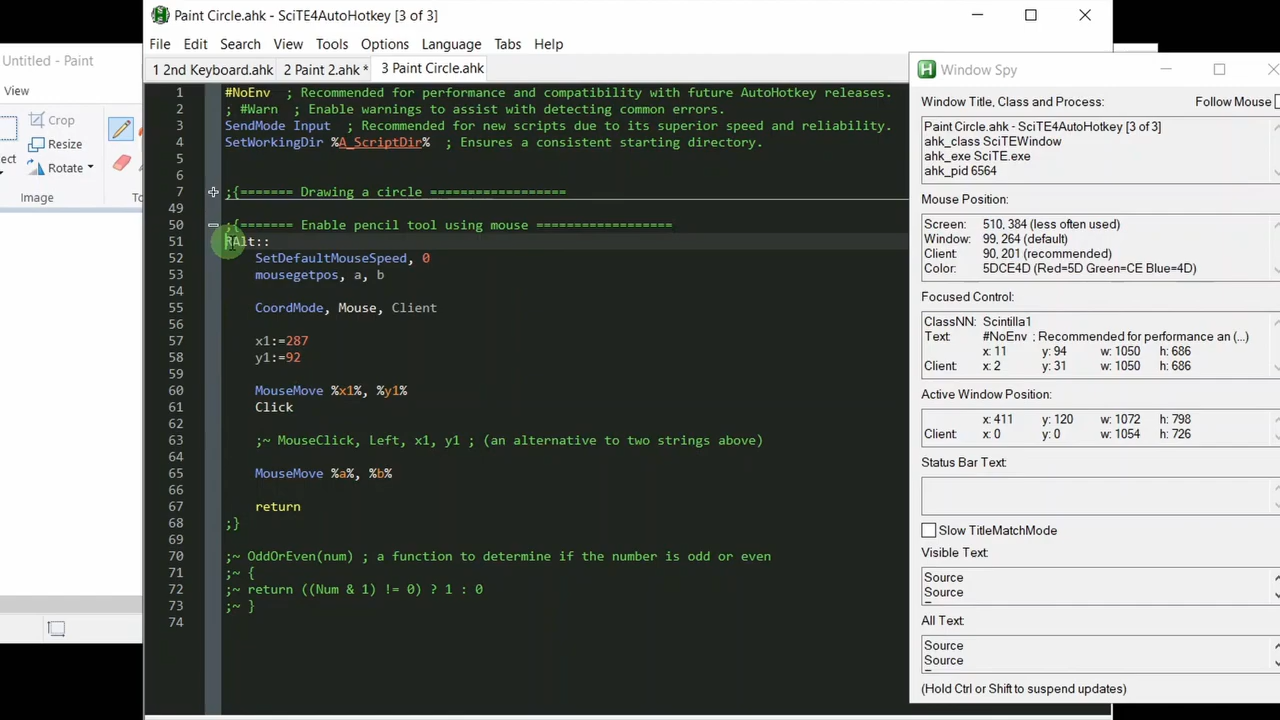 Untitled - Paint
View
Crop
Resize
Rotate
Image
Paint Circle.ahk - SciTE4AutoHotkey [3 of 3]
File Edit Search View Tools Options Language Tabs Help
1 2nd Keyboard.ahk 2 Paint 2.ahk * 3 Paint Circle.ahk
1 #NoEnv ; Recommended for performance and compatibility with future AutoHotkey releases.
2 ; #Warn ; Enable warnings to assist with detecting common errors.
3 SendMode Input ; Recommended for new scripts due to its superior speed and reliability.
4 SetWorkingDir %A_ScriptDir% ; Ensures a consistent starting directory.
5
6
7 ;{======= Drawing a circle ==================
49
50 ;{======= Enable pencil tool using mouse ==================
51 RAlt::
52 SetDefaultMouseSpeed, 0
53 mousegetpos, a, b
54
55 CoordMode, Mouse, Client
56
57 x1:=287
58 y1:=92
59
60 MouseMove %x1%, %y1%
61 Click
62
63 ;~ MouseClick, Left, x1, y1 ; (an alternative to two strings above)
64
65 MouseMove %a%, %b%
66
67 return
68 ;}
69
70 ;~ OddOrEven(num) ; a function to determine if the number is odd or even
71 ;~ {
72 ;~ return ((Num & 1) != 0) ? 1 : 0
73 ;~ }
74
Window Spy
Window Title, Class and Process: Follow Mouse
Paint Circle.ahk - SciTE4AutoHotkey [3 of 3]
ahk_class SciTEWindow
ahk_exe SciTE.exe
ahk_pid 6564
Mouse Position:
Screen: 510, 384 (less often used)
Window: 99, 264 (default)
Client: 90, 201 (recommended)
Color: 5DCE4D (Red=5D Green=CE Blue=4D)
Focused Control:
ClassNN: Scintilla1
Text: #NoEnv ; Recommended for performance an (...)
x: 11 y: 94 w: 1050 h: 686
Client: x: 2 y: 31 w: 1050 h: 686
Active Window Position:
x: 411 y: 120 w: 1072 h: 798
Client: x: 0 y: 0 w: 1054 h: 726
Status Bar Text:
Slow TitleMatchMode
Visible Text:
Source
Source
All Text:
Source
Source
(Hold Ctrl or Shift to suspend updates)